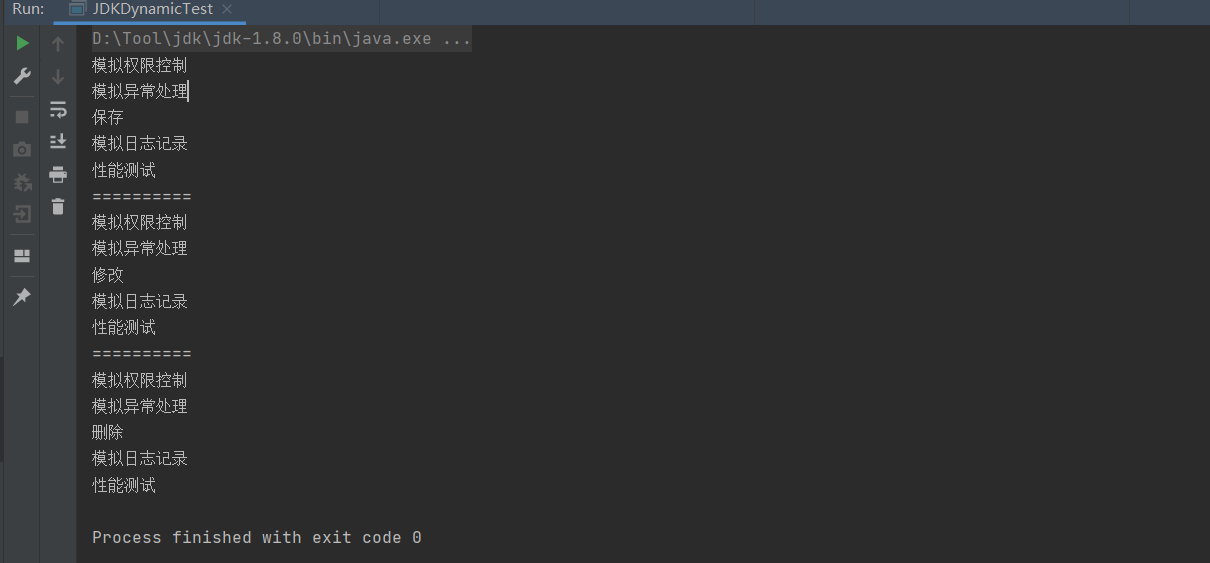 Run: JDKDynamicTest
D:\Tool\jdk\jdk-1.8.0\bin\java.exe ...
模拟权限控制
模拟异常处理
保存
模拟日志记录
性能测试
==========
模拟权限控制
模拟异常处理
修改
模拟日志记录
性能测试
==========
模拟权限控制
模拟异常处理
删除
模拟日志记录
性能测试
Process finished with exit code 0